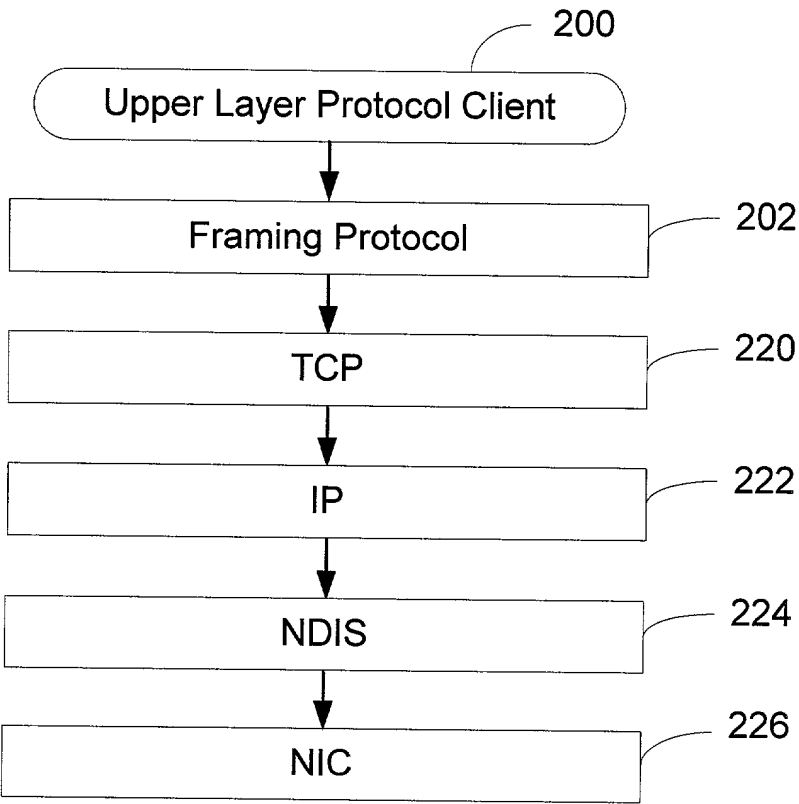 200
Upper Layer Protocol Client
202
Framing Protocol
220
TCP
222
IP
224
NDIS
226
NIC